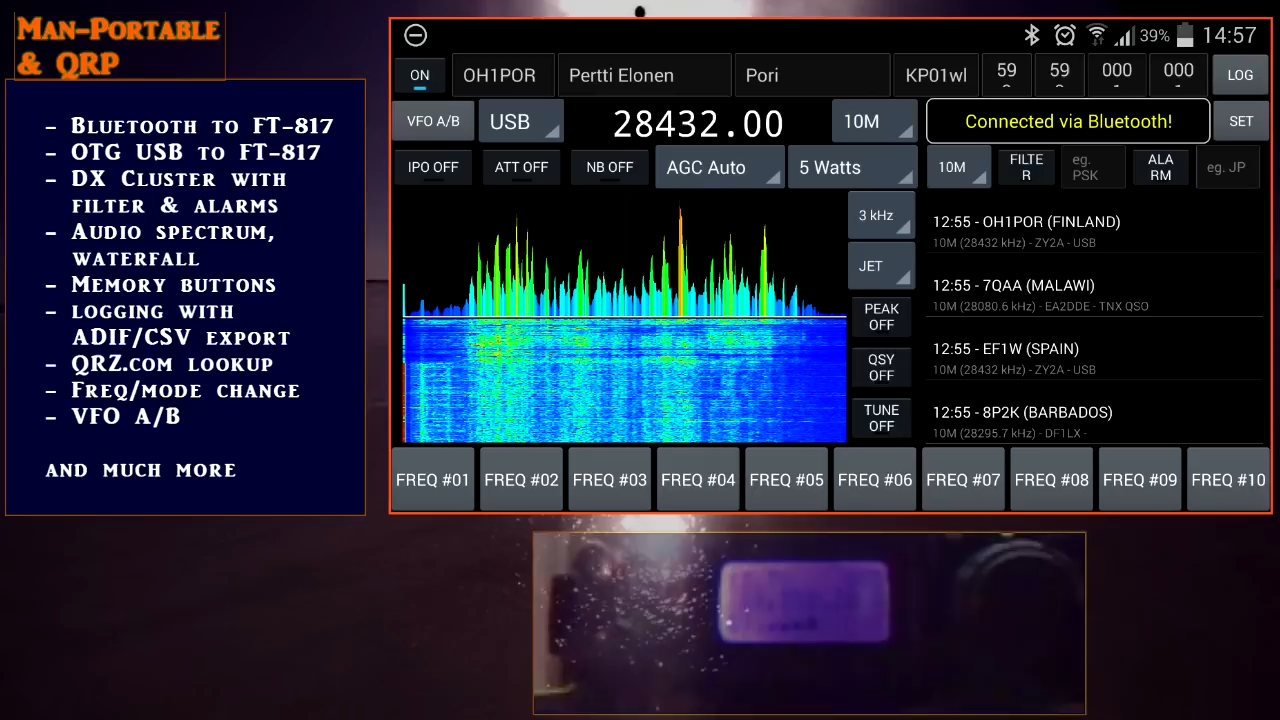 Man-Portable
& QRP
- Bluetooth to FT-817
- OTG USB to FT-817
- DX Cluster with
filter & alarms
- Audio spectrum,
waterfall
- Memory buttons
- logging with
ADIF/CSV export
- QRZ.com lookup
- Freq/mode change
- VFO A/B
and much more
39% 14:57
ON OH1POR Pertti Elonen Pori KP01wl 59 59 000 000 LOG
VFO A/B USB 28432.00 10M Connected via Bluetooth! SET
IPO OFF ATT OFF NB OFF AGC Auto 5 Watts 10M FILTE
R eg.
PSK ALA
RM eg. JP
3 kHz
JET
PEAK
OFF
QSY
OFF
TUNE
OFF
12:55 - OH1POR (FINLAND)
10M (28432 kHz) - ZY2A - USB
12:55 - 7QAA (MALAWI)
10M (28080.6 kHz) - EA2DDE - TNX QSO
12:55 - EF1W (SPAIN)
10M (28432 kHz) - ZY2A - USB
12:55 - 8P2K (BARBADOS)
10M (28295.7 kHz) - DF1LX -
FREQ #01 FREQ #02 FREQ #03 FREQ #04 FREQ #05 FREQ #06 FREQ #07 FREQ #08 FREQ #09 FREQ #10